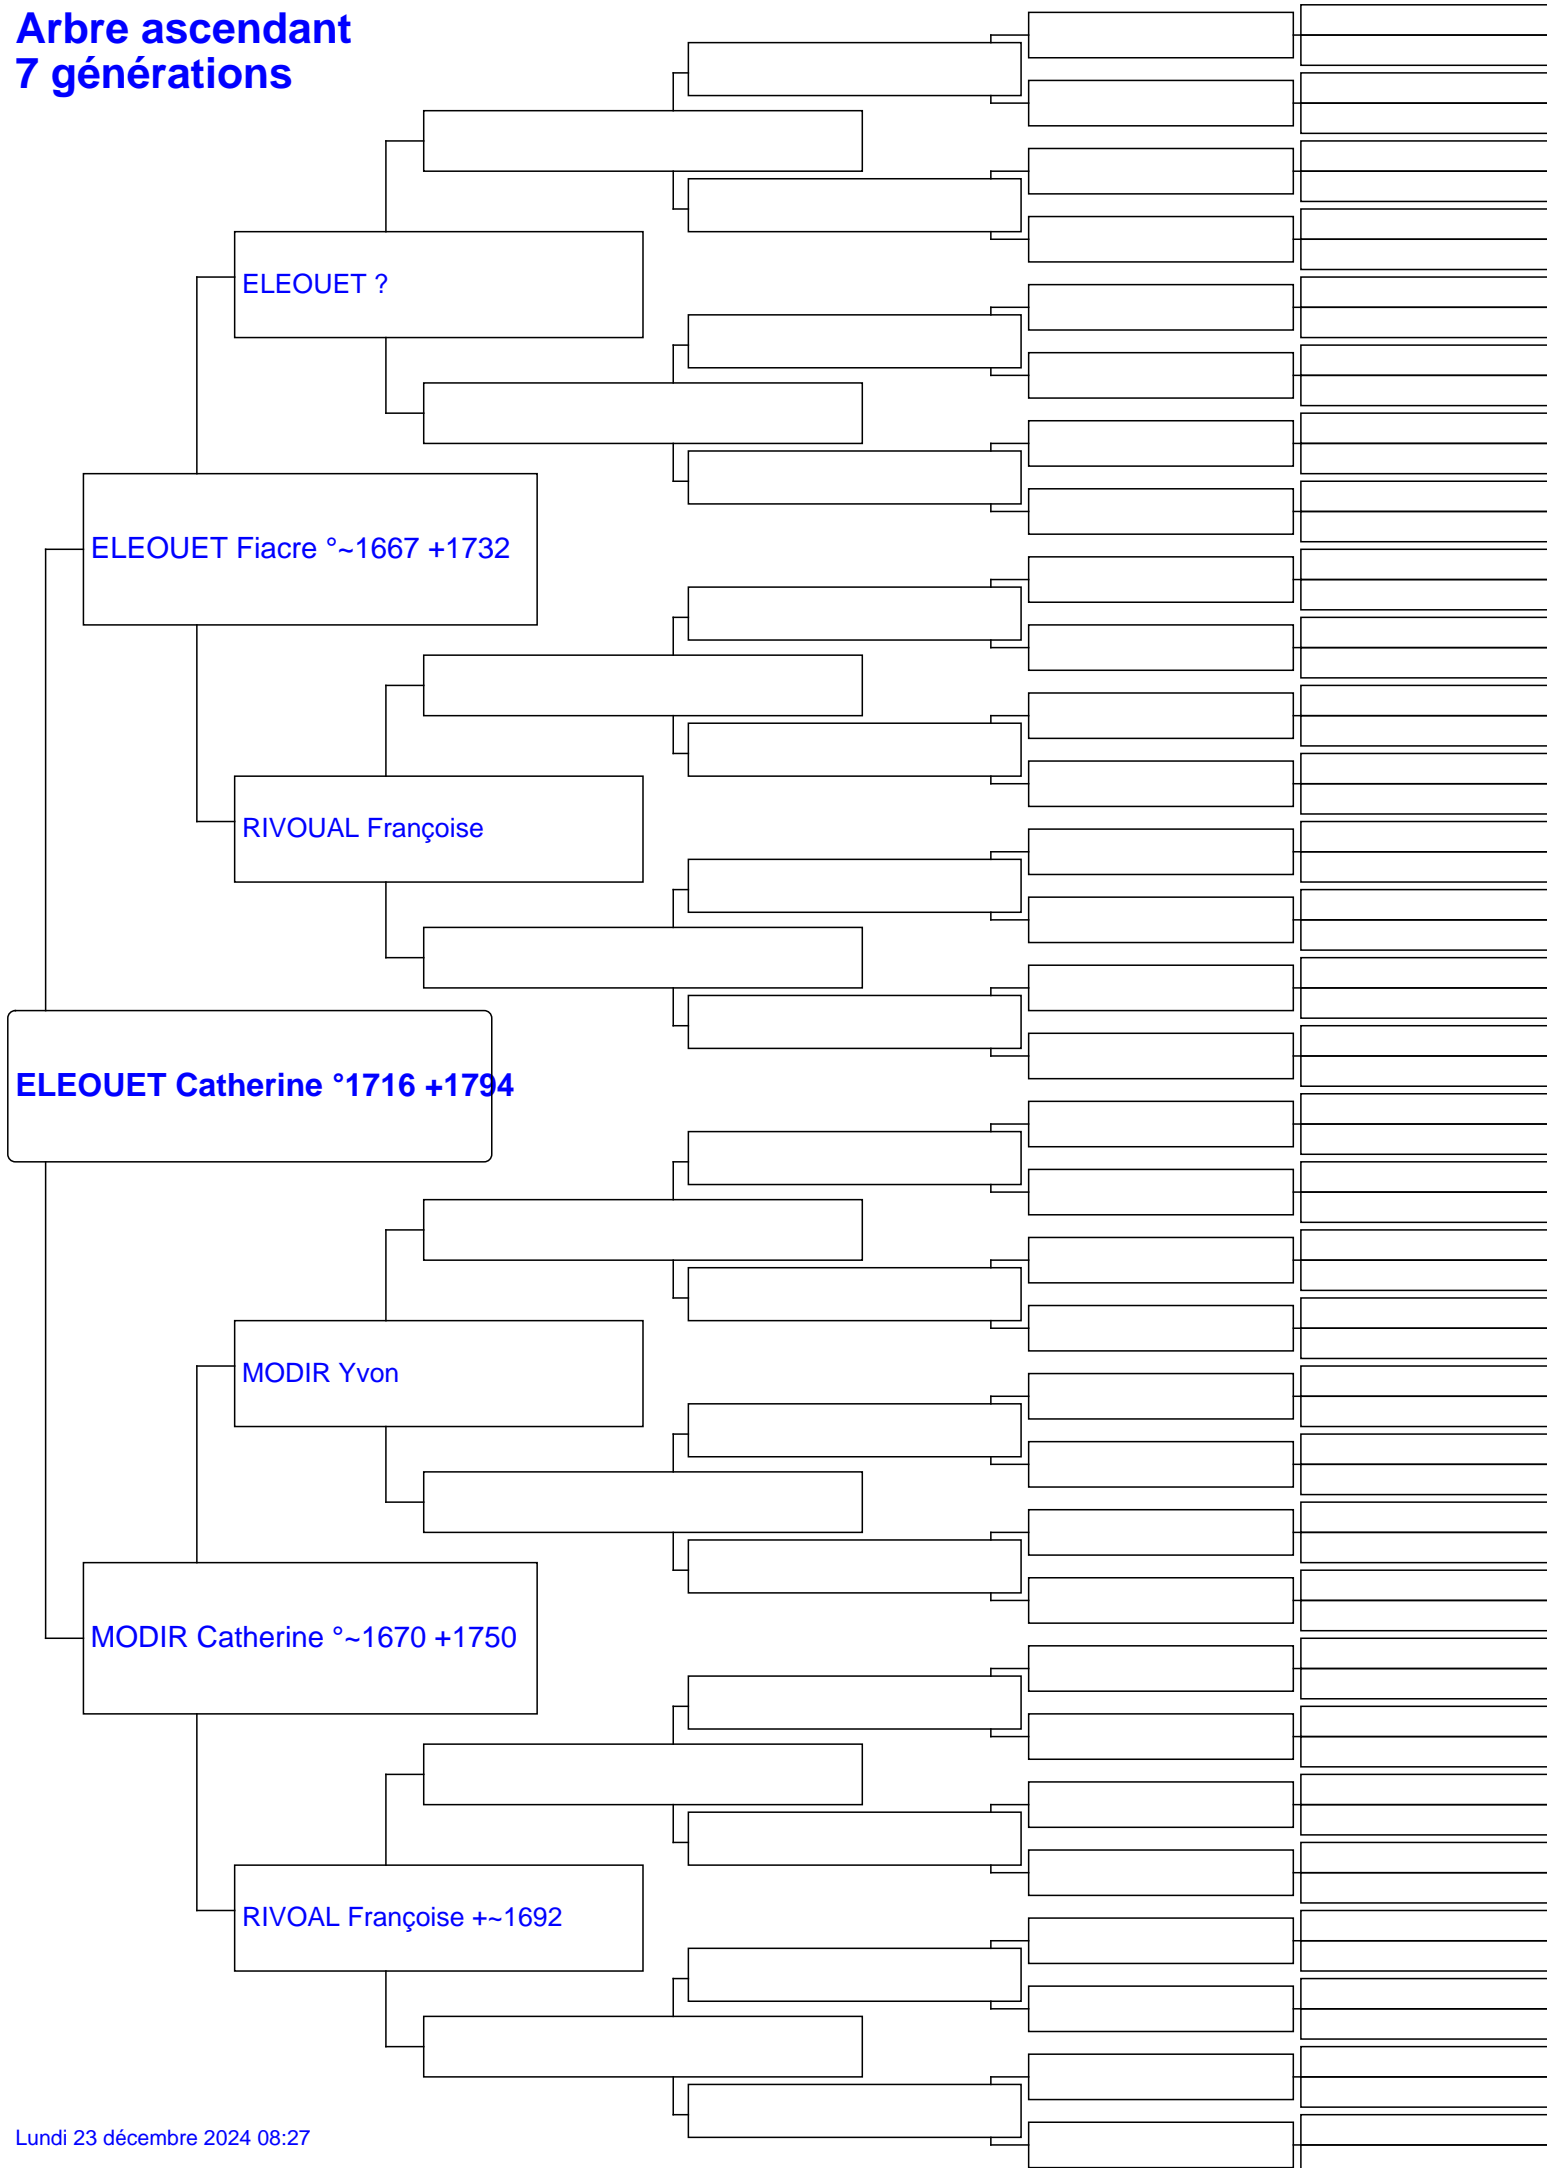 Arbre ascendant
7 générations
ELEOUET ?
ELEOUET Fiacre °~1667 +1732
RIVOUAL Françoise
ELEOUET Catherine °1716 +1794
MODIR Yvon
MODIR Catherine °~1670 +1750
RIVOAL Françoise +~1692
Lundi 23 décembre 2024 08:27